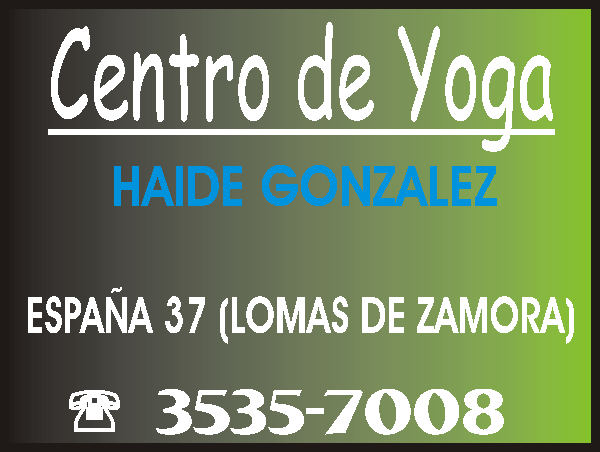 Centro de Yoga
HAIDE GONZALEZ
ESPAÑA 37 (LOMAS DE ZAMORA)
☎ 3535-7008